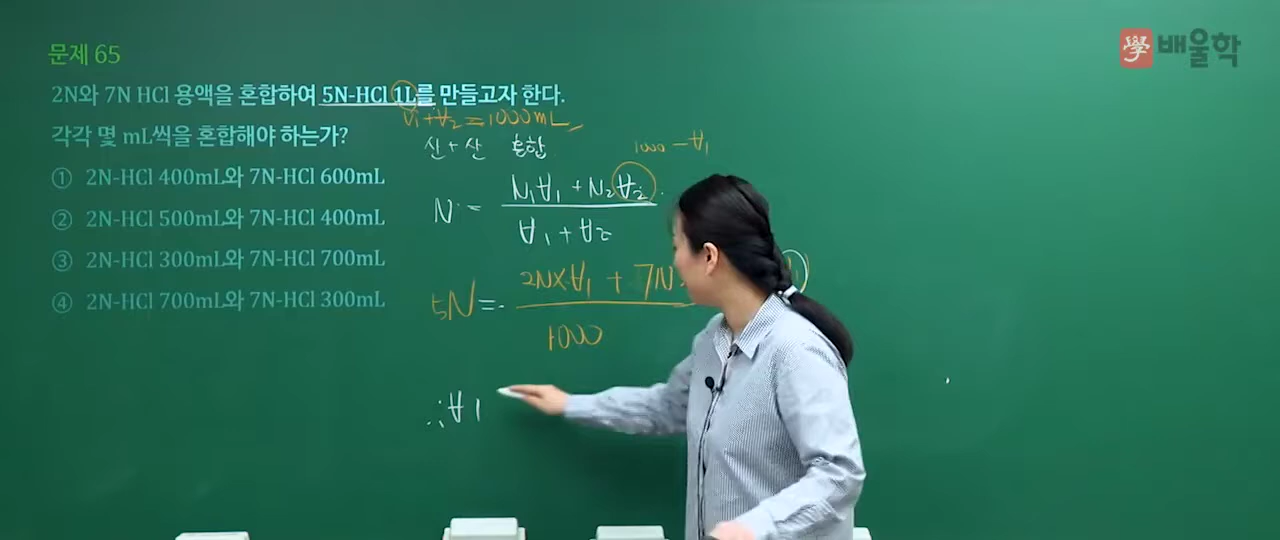 學 배울학
문제 65
2N와 7N HCl 용액을 혼합하여 5N-HCl 1L를 만들고자 한다.
V1+V2=1000mL
각각 몇 mL씩을 혼합해야 하는가?
산+산 혼합
1000-V1
① 2N-HCl 400mL와 7N-HCl 600mL
② 2N-HCl 500mL와 7N-HCl 400mL
③ 2N-HCl 300mL와 7N-HCl 700mL
④ 2N-HCl 700mL와 7N-HCl 300mL
N = N1V1 + N2V2
V1 + V2
5N = 2N×V1 + 7N
1000
∴ V1